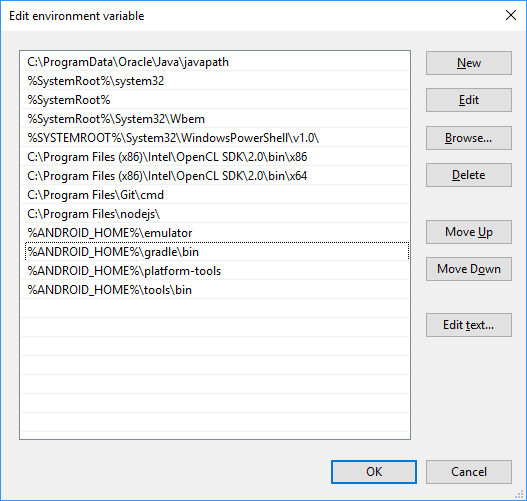 Edit environment variable
C:\ProgramData\Oracle\Java\javapath
%SystemRoot%\system32
%SystemRoot%
%SystemRoot%\System32\Wbem
%SYSTEMROOT%\System32\WindowsPowerShell\v1.0\
C:\Program Files (x86)\Intel\OpenCL SDK\2.0\bin\x86
C:\Program Files (x86)\Intel\OpenCL SDK\2.0\bin\x64
C:\Program Files\Git\cmd
C:\Program Files\nodejs\
%ANDROID_HOME%\emulator
%ANDROID_HOME%\gradle\bin
%ANDROID_HOME%\platform-tools
%ANDROID_HOME%\tools\bin
New
Edit
Browse...
Delete
Move Up
Move Down
Edit text...
OK
Cancel